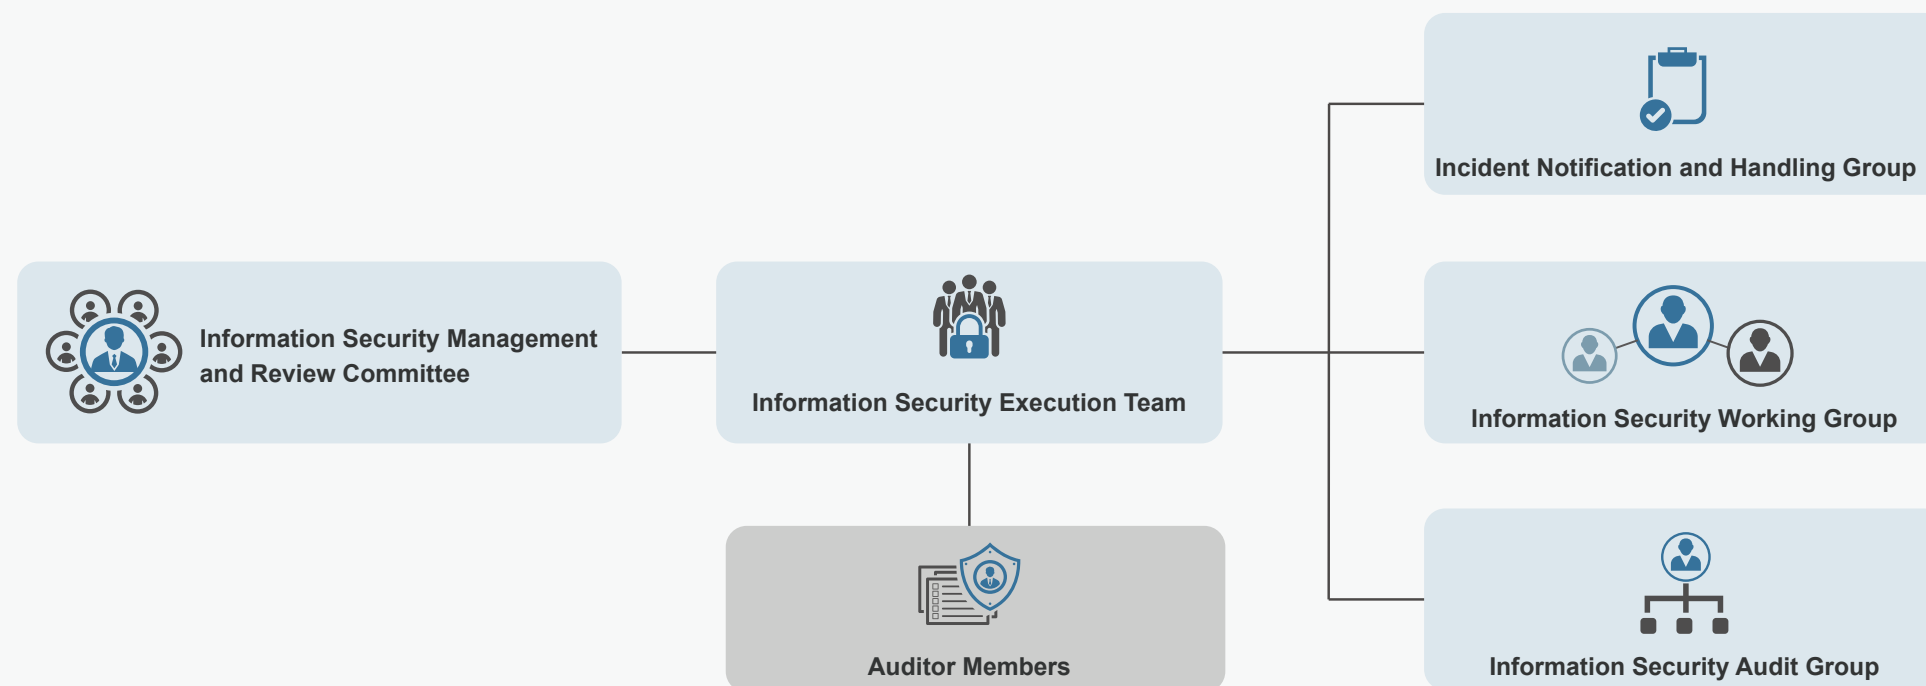 Incident Notification and Handling Group
Information Security Management
and Review Committee
Information Security Execution Team
Information Security Working Group
Auditor Members
Information Security Audit Group